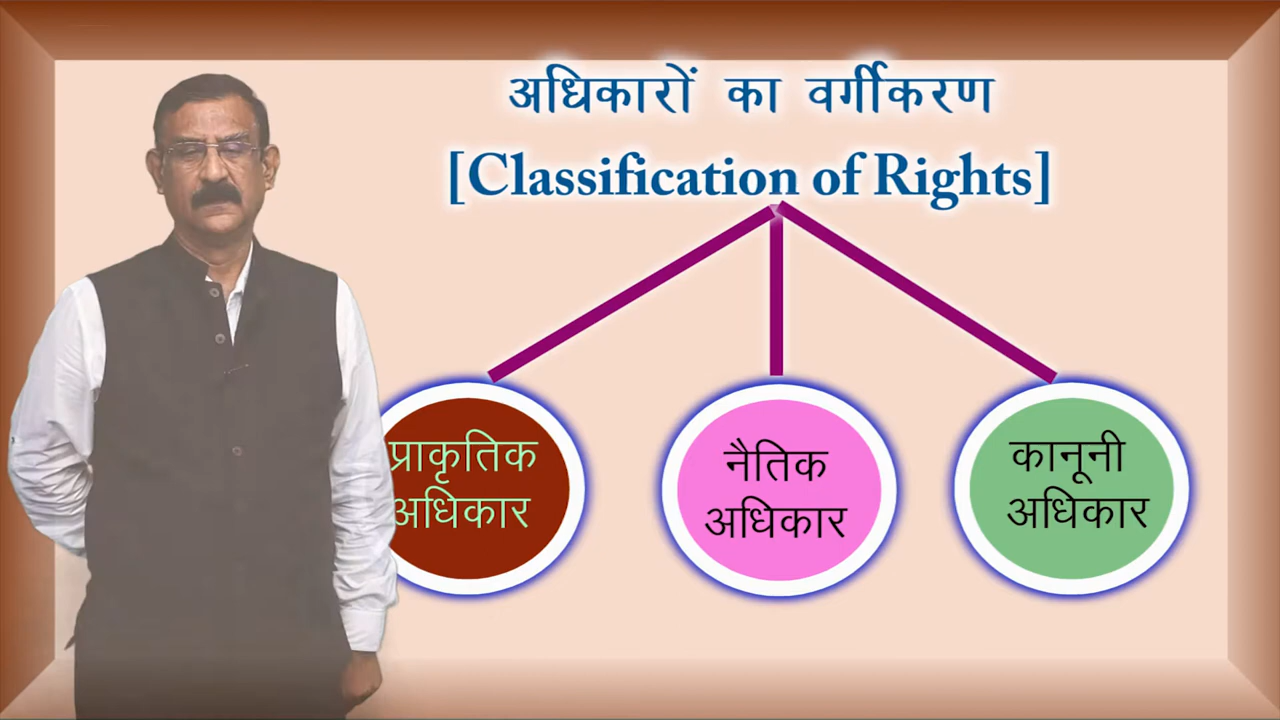 अधिकारों का वर्गीकरण
[Classification of Rights]
प्राकृतिक
अधिकार
नैतिक
अधिकार
कानूनी
अधिकार